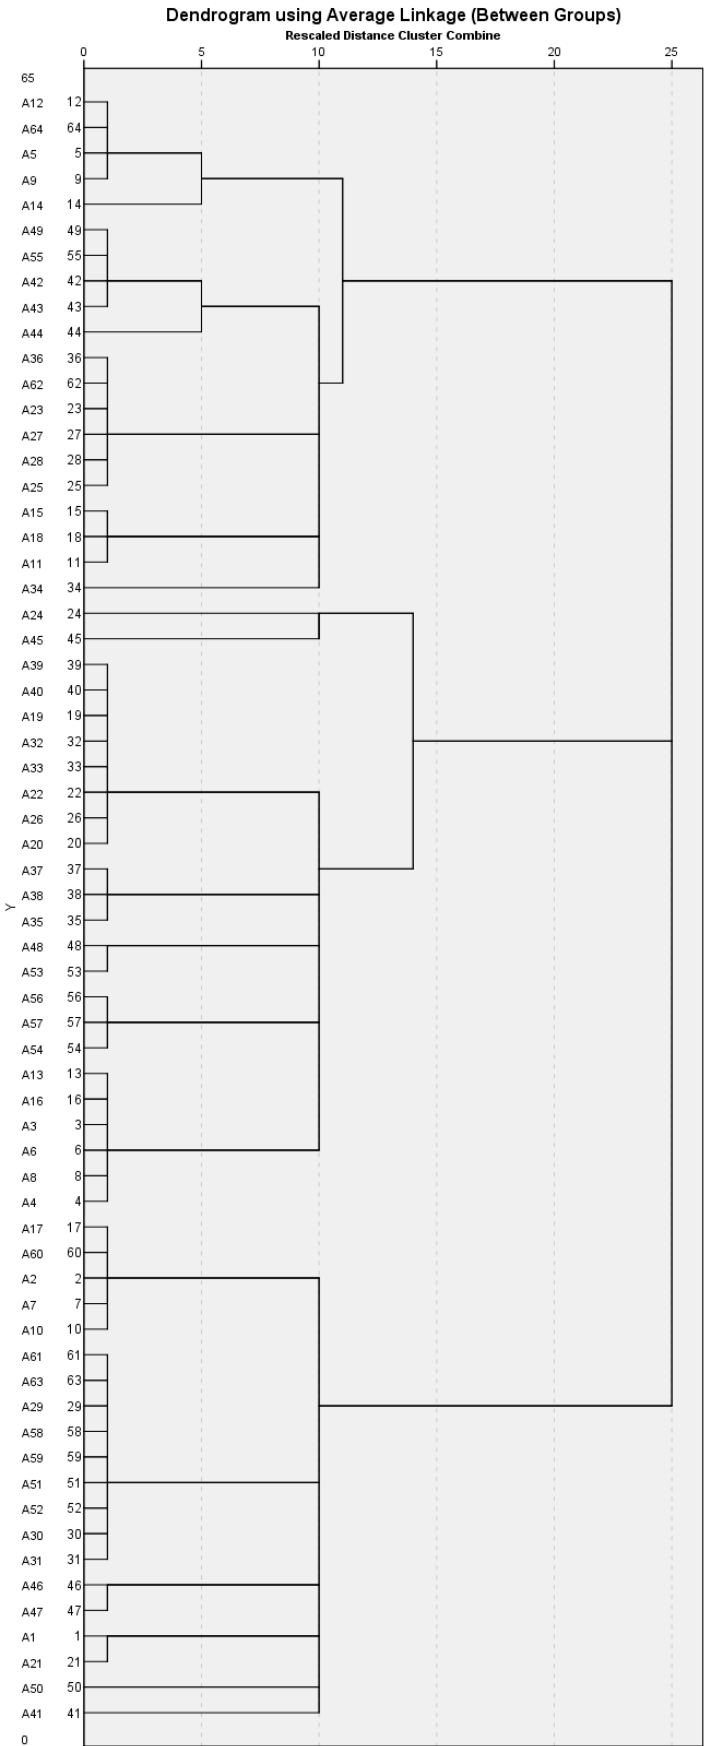 Dendrogram using Average Linkage (Between Groups)
Rescaled Distance Cluster Combine
0 5 10 15 20 25
65
A12 12
A64 64
A5 5
A9 9
A14 14
A49 49
A55 55
A42 42
A43 43
A44 44
A36 36
A62 62
A23 23
A27 27
A28 28
A25 25
A15 15
A18 18
A11 11
A34 34
A24 24
A45 45
A39 39
A40 40
A19 19
A32 32
A33 33
A22 22
A26 26
A20 20
A37 37
A38 38
Y
A35 35
A48 48
A53 53
A56 56
A57 57
A54 54
A13 13
A16 16
A3 3
A6 6
A8 8
A4 4
A17 17
A60 60
A2 2
A7 7
A10 10
A61 61
A63 63
A29 29
A58 58
A59 59
A51 51
A52 52
A30 30
A31 31
A46 46
A47 47
A1 1
A21 21
A50 50
A41 41
0